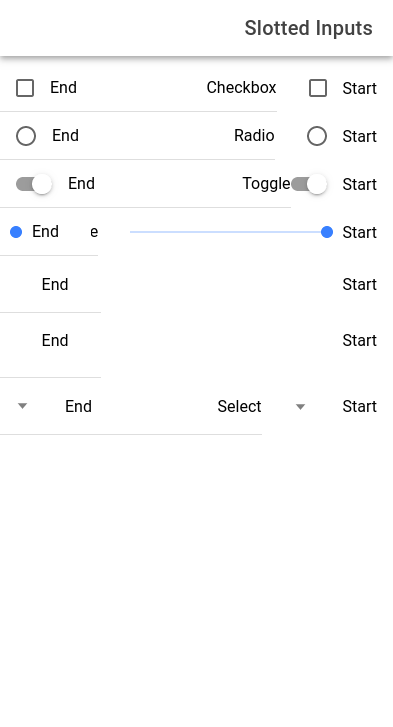 Slotted Inputs
End Checkbox Start
End Radio Start
End Toggle Start
End e Start
End Start
End Start
End Select Start